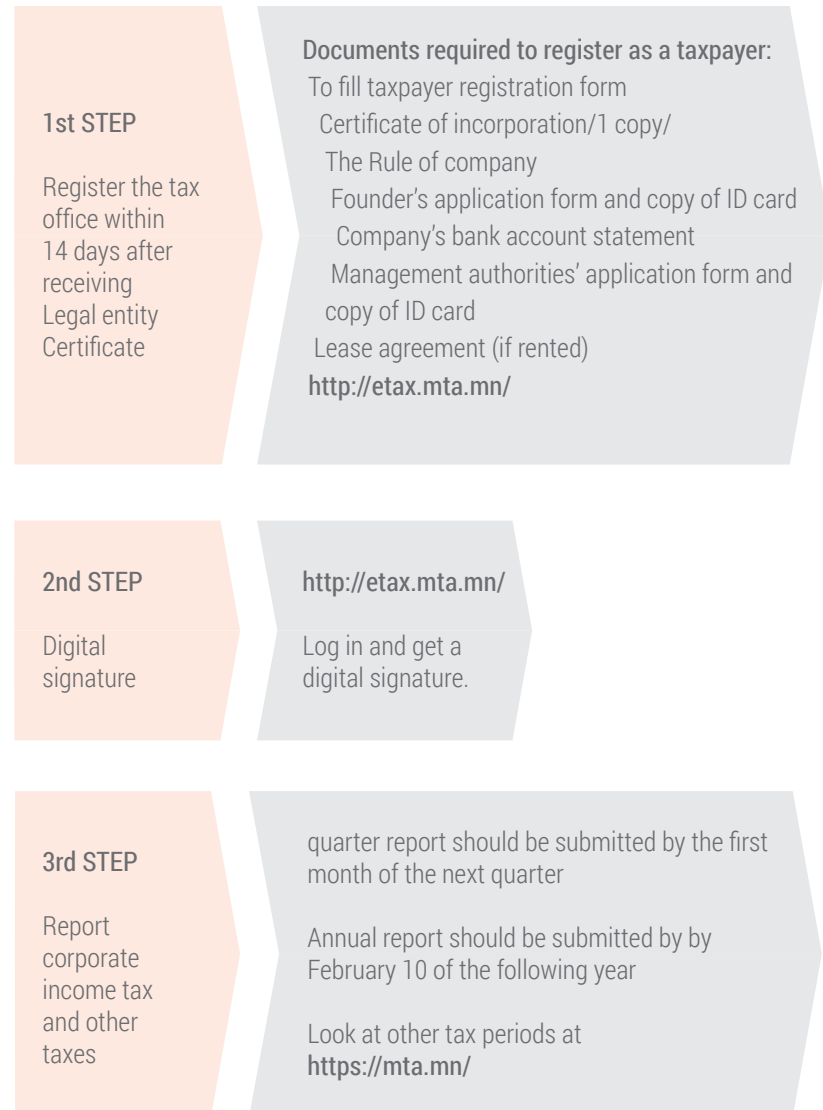 1st STEP
Register the tax
office within
14 days after
receiving
Legal entity
Certificate
Documents required to register as a taxpayer:
To fill taxpayer registration form
Certificate of incorporation/1 copy/
The Rule of company
Founder's application form and copy of ID card
Company's bank account statement
Management authorities' application form and
copy of ID card
Lease agreement (if rented)
http://etax.mta.mn/
2nd STEP
Digital
signature
http://etax.mta.mn/
Log in and get a
digital signature.
3rd STEP
Report
corporate
income tax
and other
taxes
quarter report should be submitted by the first
month of the next quarter
Annual report should be submitted by by
February 10 of the following year
Look at other tax periods at
https://mta.mn/